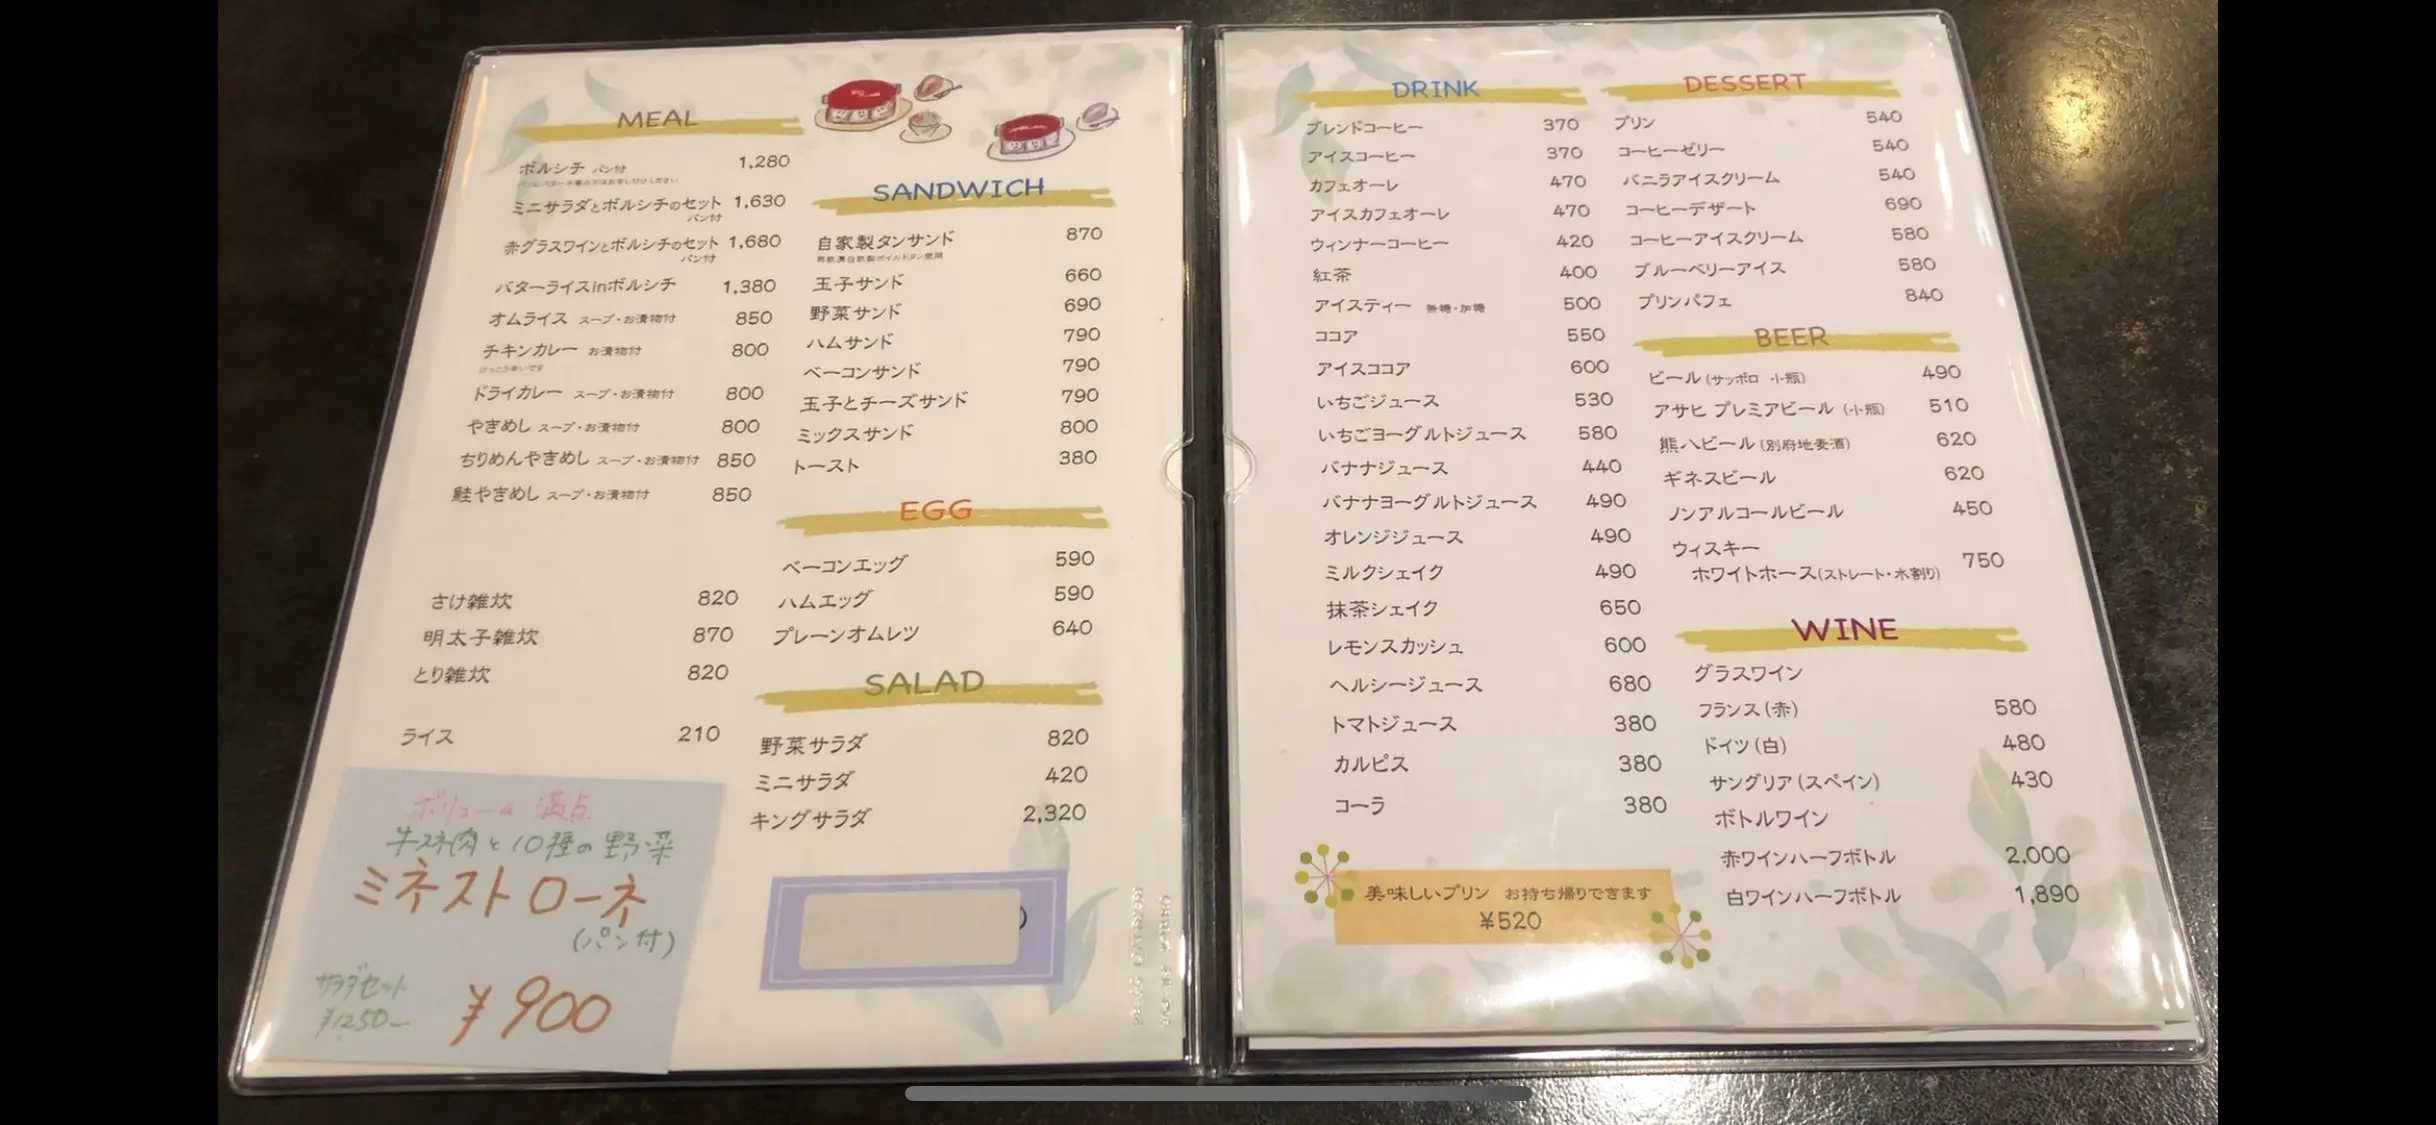 MEAL
ボルシチ パン付 1,280
ミニサラダとボルシチのセット 1,630
パン付
赤グラスワインとボルシチのセット 1,680
パン付
バターライスinボルシチ 1,380
オムライス スープ・お漬物付 850
チキンカレー お漬物付 800
けっこう辛いです
ドライカレー スープ・お漬物付 800
やきめし スープ・お漬物付 800
ちりめんやきめし スープ・お漬物付 850
鮭やきめし スープ・お漬物付 850
さけ雑炊 820
明太子雑炊 870
とり雑炊 820
ライス 210
ボリューム 満点
牛スネ肉と10種の野菜
ミネストローネ
(パン付)
サラダセット
¥1250ー
¥900
SANDWICH
自家製タンサンド 870
玉子サンド 660
野菜サンド 690
ハムサンド 790
ベーコンサンド 790
玉子とチーズサンド 790
ミックスサンド 800
トースト 380
EGG
ベーコンエッグ 590
ハムエッグ 590
プレーンオムレツ 640
SALAD
野菜サラダ 820
ミニサラダ 420
キングサラダ 2,320
DRINK
ブレンドコーヒー 370
アイスコーヒー 370
カフェオーレ 470
アイスカフェオーレ 470
ウィンナーコーヒー 420
紅茶 400
アイスティー 無糖・加糖 500
ココア 550
アイスココア 600
いちごジュース 530
いちごヨーグルトジュース 580
バナナジュース 440
バナナヨーグルトジュース 490
オレンジジュース 490
ミルクシェイク 490
抹茶シェイク 650
レモンスカッシュ 600
ヘルシージュース 680
トマトジュース 380
カルピス 380
コーラ 380
美味しいプリン お持ち帰りできます
¥520
DESSERT
プリン 540
コーヒーゼリー 540
バニラアイスクリーム 540
コーヒーデザート 690
コーヒーアイスクリーム 580
ブルーベリーアイス 580
プリンパフェ 840
BEER
ビール(サッポロ 小瓶) 490
アサヒ プレミアビール (小瓶) 510
熊八ビール(別府地麦酒) 620
ギネスビール 620
ノンアルコールビール 450
ウィスキー
ホワイトホース(ストレート・水割り) 750
WINE
グラスワイン
フランス(赤) 580
ドイツ(白) 480
サングリア(スペイン) 430
ボトルワイン
赤ワインハーフボトル 2.000
白ワインハーフボトル 1,890